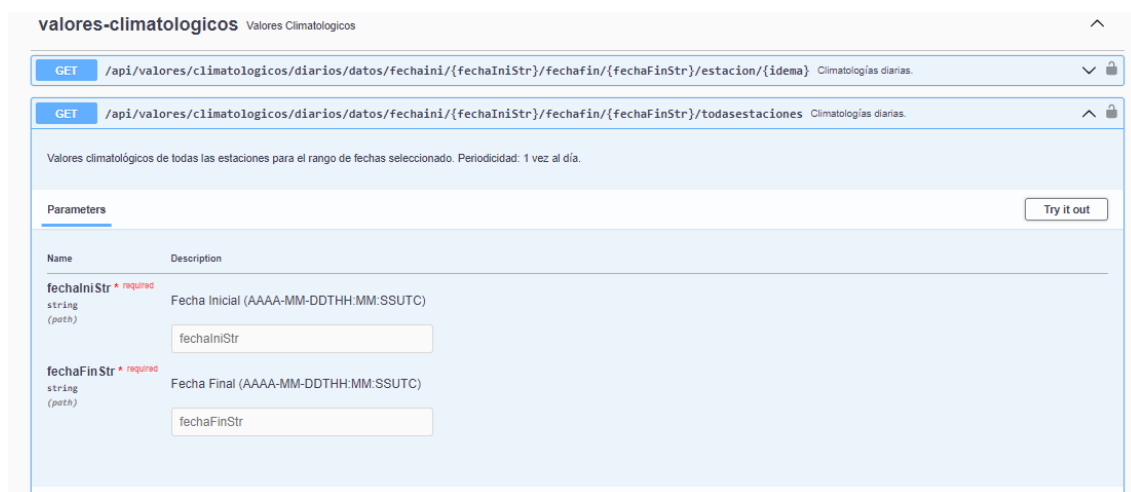 valores-climatologicos Valores Climatologicos
GET /api/valores/climatologicos/diarios/datos/fechaini/{fechaIniStr}/fechafin/{fechaFinStr}/estacion/{idema} Climatologías diarias.
GET /api/valores/climatologicos/diarios/datos/fechaini/{fechaIniStr}/fechafin/{fechaFinStr}/todasestaciones Climatologías diarias.
Valores climatológicos de todas las estaciones para el rango de fechas seleccionado. Periodicidad: 1 vez al día.
Parameters Try it out
Name Description
fechaIniStr * required
string
(path)
Fecha Inicial (AAAA-MM-DDTHH:MM:SSUTC)
fechaIniStr
fechaFinStr * required
string
(path)
Fecha Final (AAAA-MM-DDTHH:MM:SSUTC)
fechaFinStr